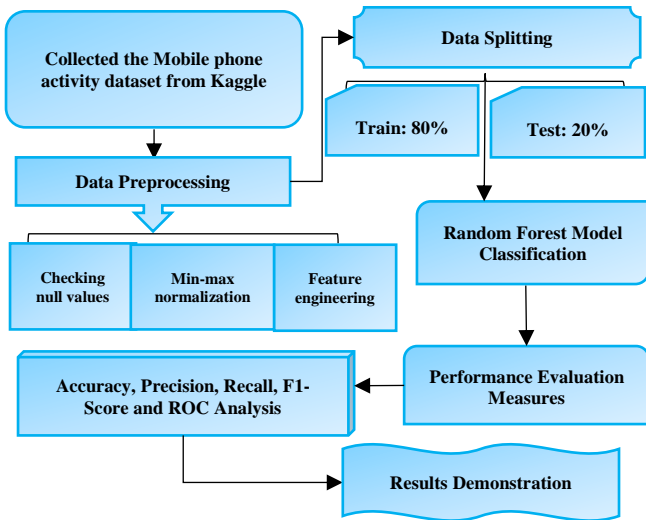 Collected the Mobile phone
activity dataset from Kaggle
Data Preprocessing
Checking
null values
Min-max
normalization
Feature
engineering
Data Splitting
Train: 80%
Test: 20%
Random Forest Model
Classification
Performance Evaluation
Measures
Accuracy, Precision, Recall, F1-
Score and ROC Analysis
Results Demonstration